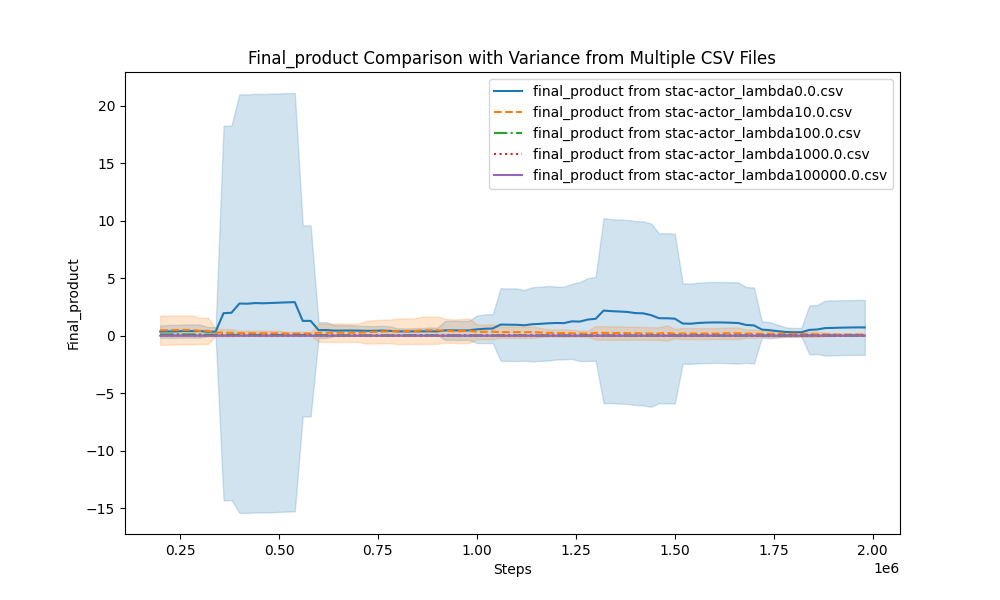 Final_product Comparison with Variance from Multiple CSV Files
final_product from stac-actor_lambda0.0.csv
final_product from stac-actor_lambda10.0.csv
final_product from stac-actor_lambda100.0.csv
final_product from stac-actor_lambda1000.0.csv
final_product from stac-actor_lambda100000.0.csv
20
15
10
5
0
−5
−10
−15
Final_product
0.25
0.50
0.75
1.00
1.25
1.50
1.75
2.00
1e6
Steps